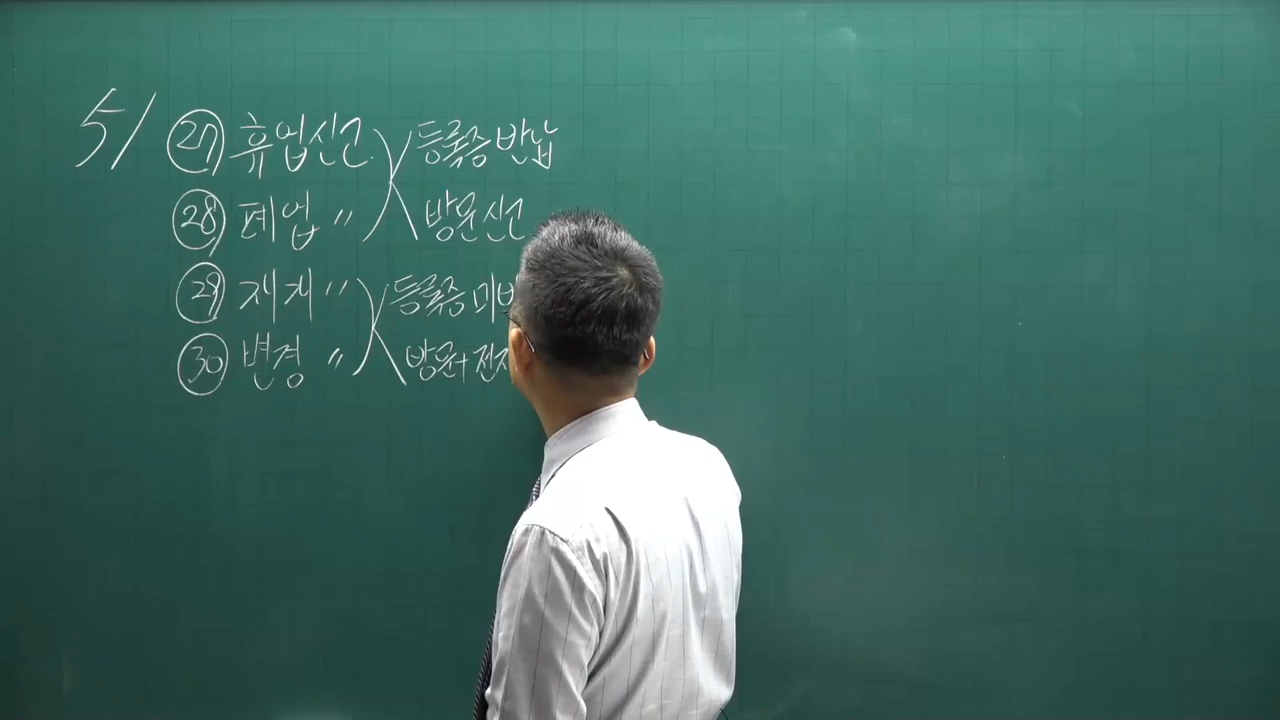 5/ ㉗ 휴업신고. 등록증 반납
㉘ 폐업 〃 방문신고
㉙ 재개 〃 등록증 미
㉚ 변경 〃 방문+전자